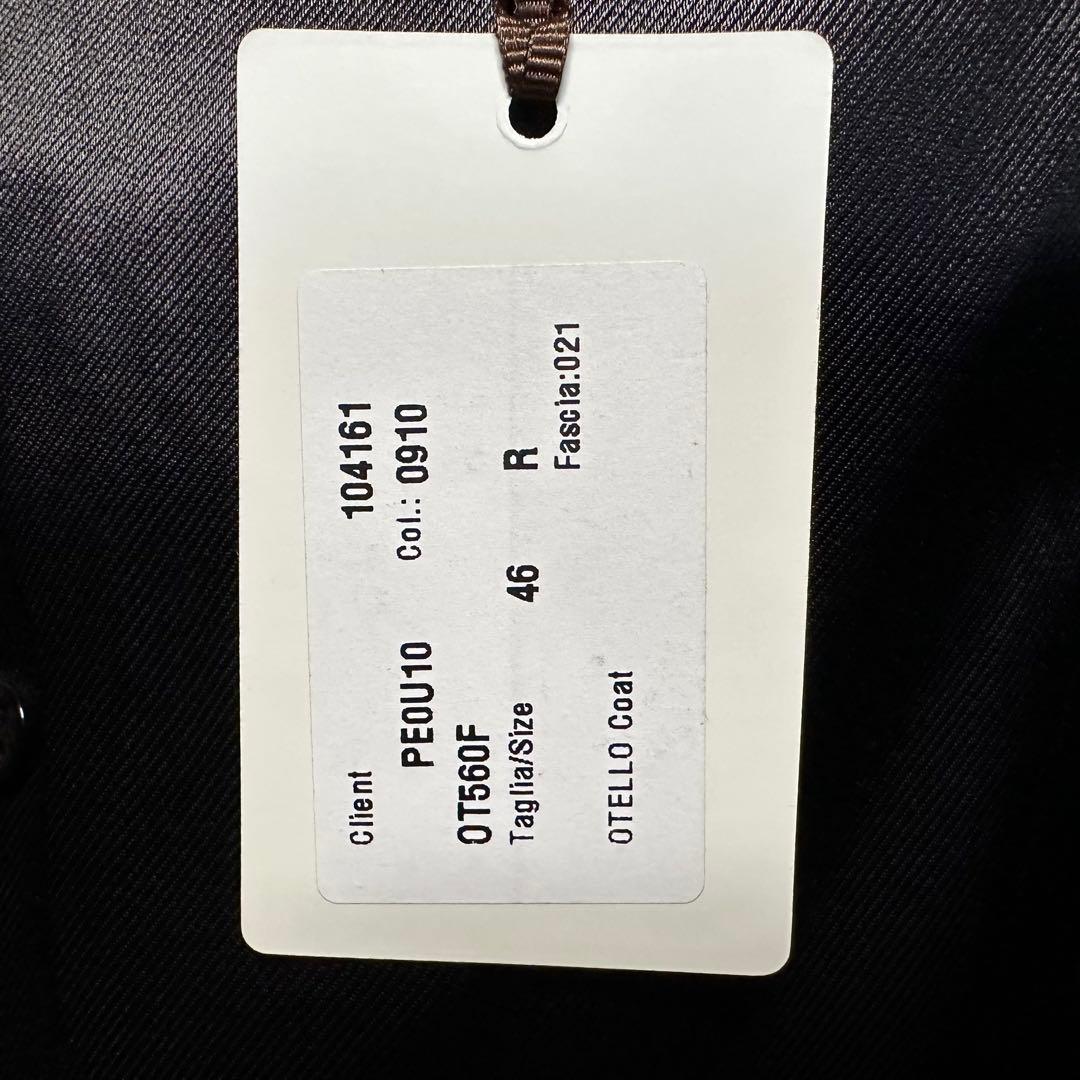 Client 104161
PE0U10 Col.: 0910
OT560F
Taglia/Size 46 R
Fascia:021
OTELLO Coat